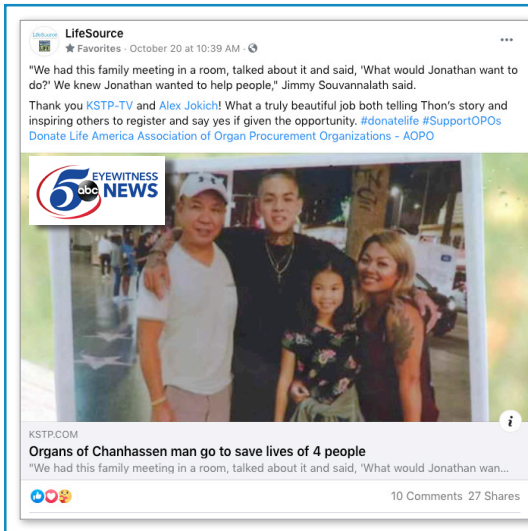 LifeSource
LifeSource
Favorites · October 20 at 10:39 AM ·
"We had this family meeting in a room, talked about it and said, 'What would Jonathan want to
do?' We knew Jonathan wanted to help people," Jimmy Souvannalath said.
Thank you KSTP-TV and Alex Jokich! What a truly beautiful job both telling Thon's story and
inspiring others to register and say yes if given the opportunity. #donatelife #SupportOPOs
Donate Life America Association of Organ Procurement Organizations - AOPO
5 abc EYEWITNESS
NEWS
i
KSTP.COM
Organs of Chanhassen man go to save lives of 4 people
"We had this family meeting in a room, talked about it and said, 'What would Jonathan wan...
10 Comments 27 Shares